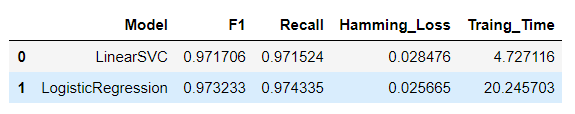 Model F1 Recall Hamming_Loss Traing_Time
0 LinearSVC 0.971706 0.971524 0.028476 4.727116
1 LogisticRegression 0.973233 0.974335 0.025665 20.245703